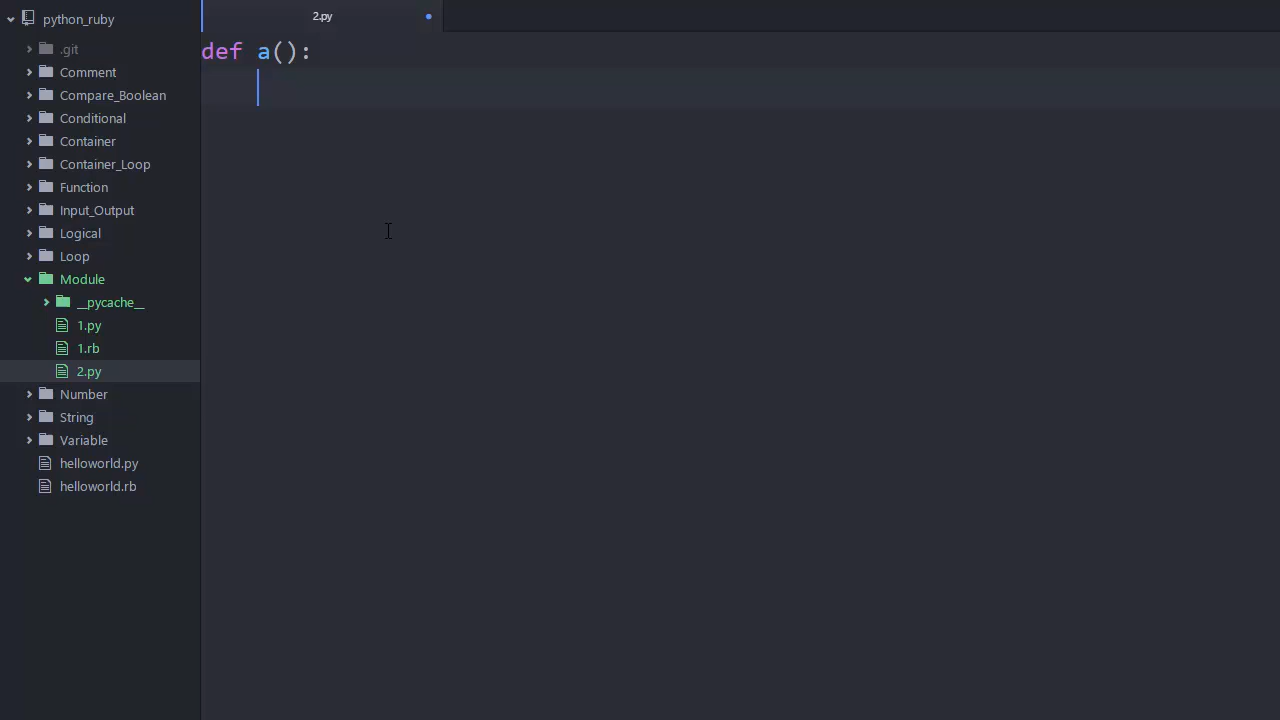 python_ruby
.git
Comment
Compare_Boolean
Conditional
Container
Container_Loop
Function
Input_Output
Logical
Loop
Module
__pycache__
1.py
1.rb
2.py
Number
String
Variable
helloworld.py
helloworld.rb
2.py
def a():